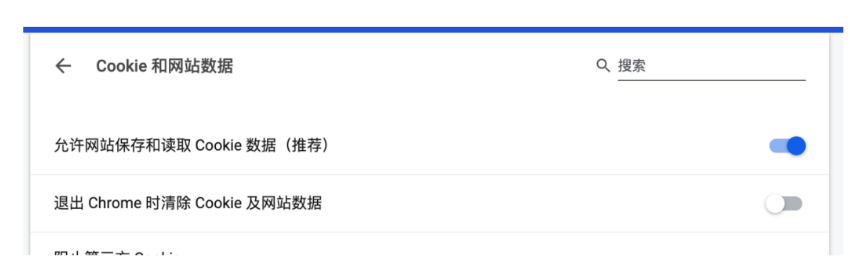 Cookie 和网站数据
搜索
允许网站保存和读取 Cookie 数据（推荐）
退出 Chrome 时清除 Cookie 及网站数据